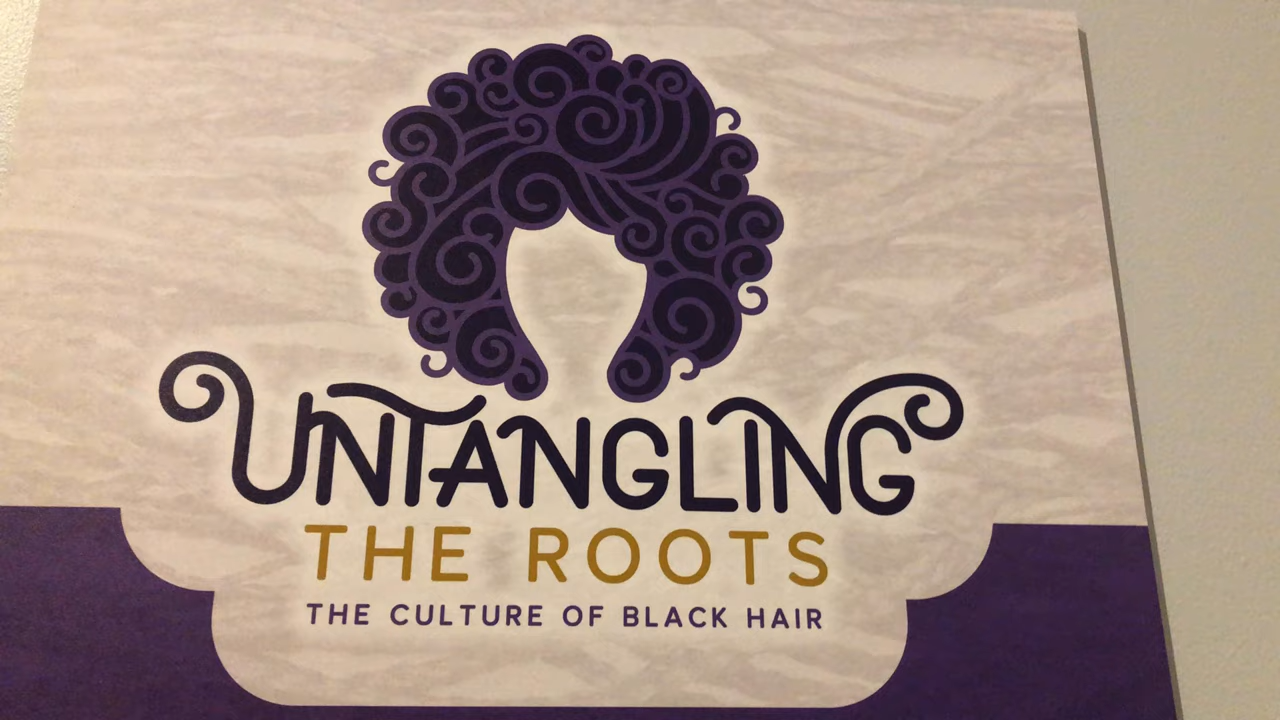 UNTANGLING
THE ROOTS
THE CULTURE OF BLACK HAIR